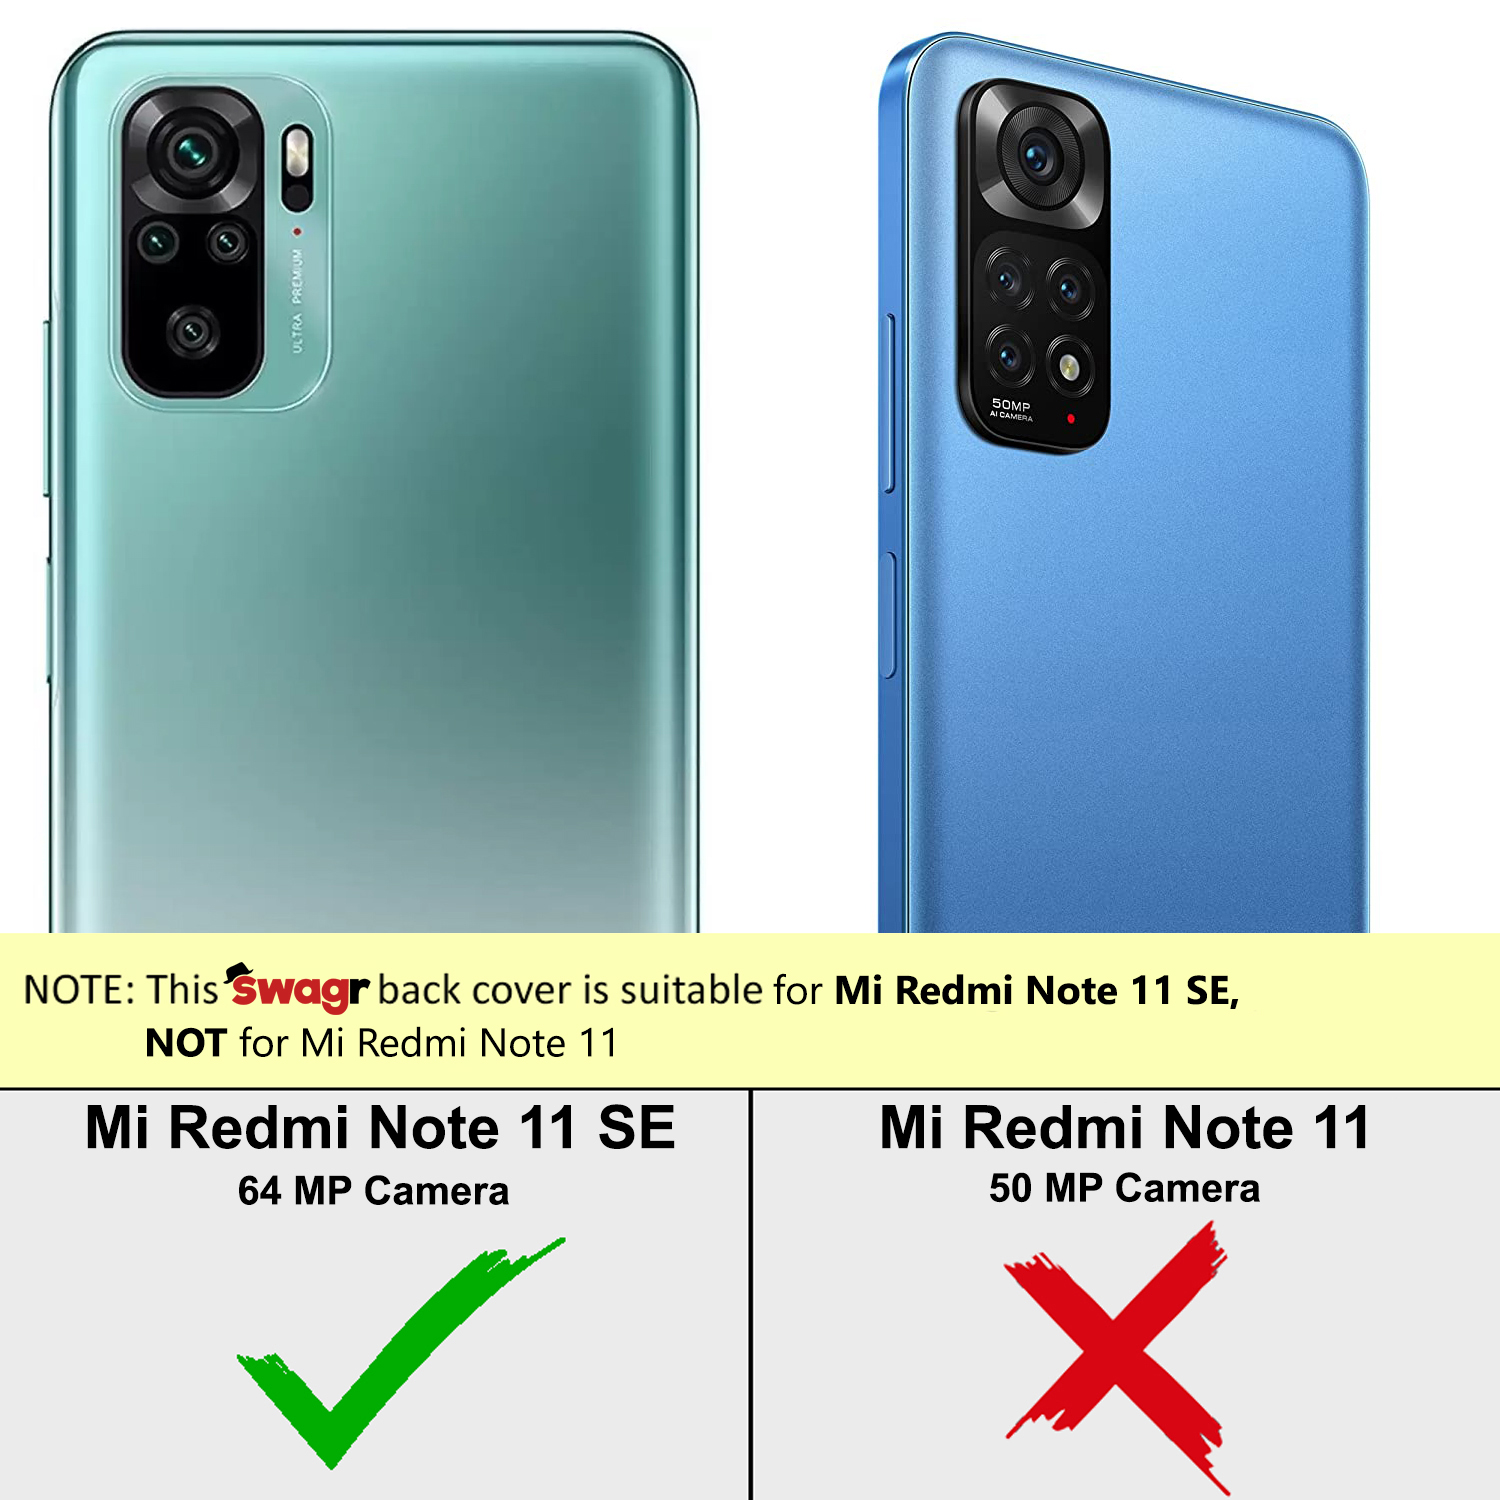 ULTRA PREMIUM
50MP
AI CAMERA
NOTE: This swagr back cover is suitable for Mi Redmi Note 11 SE,
NOT for Mi Redmi Note 11
Mi Redmi Note 11 SE
64 MP Camera
Mi Redmi Note 11
50 MP Camera